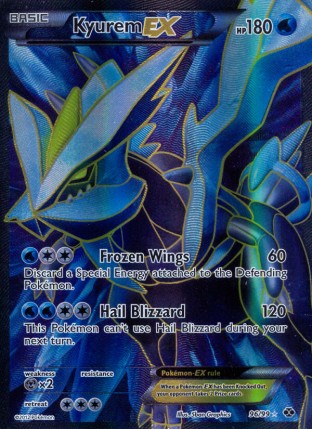 BASIC
Kyurem EX
HP180
Frozen Wings 60
Discard a Special Energy attached to the Defending
Pokémon.
Hail Blizzard 120
This Pokémon can't use Hail Blizzard during your
next turn.
weakness
×2
resistance
retreat
Pokémon-EX rule
When a Pokémon-EX has been Knocked Out,
your opponent takes 2 Prize cards.
Illus. 5ban Graphics
96/99
©2012 Pokémon